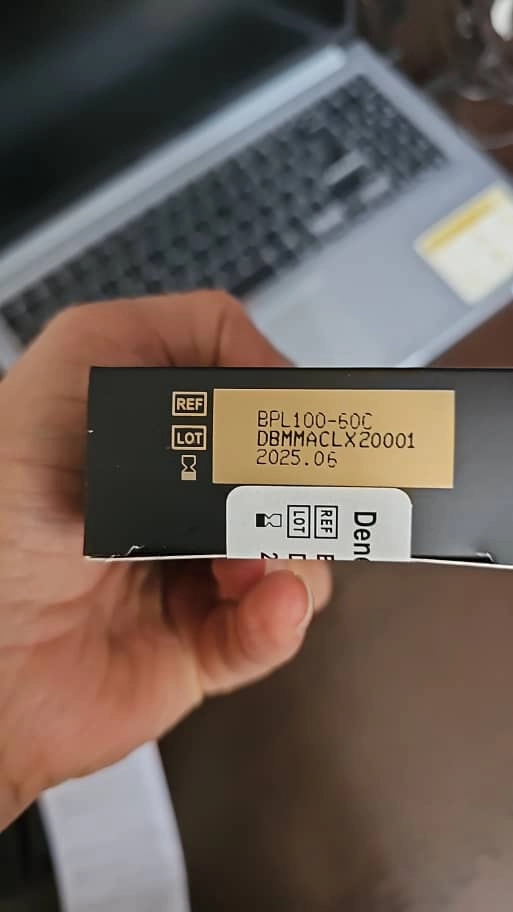 REF
BPL100-60C
LOT
DBMMACLX20001
2025.06
REF
LOT